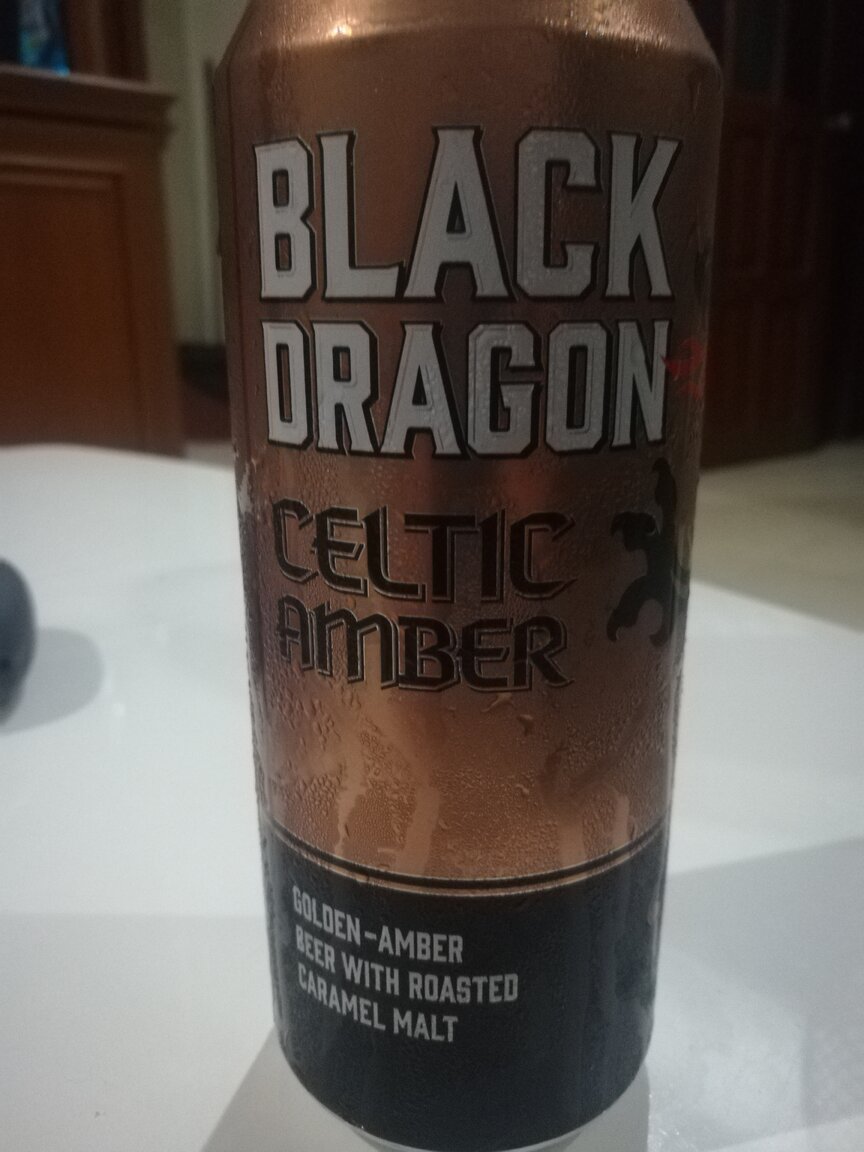 BLACK
DRAGON
CELTIC
AMBER
GOLDEN-AMBER
BEER WITH ROASTED
CARAMEL MALT